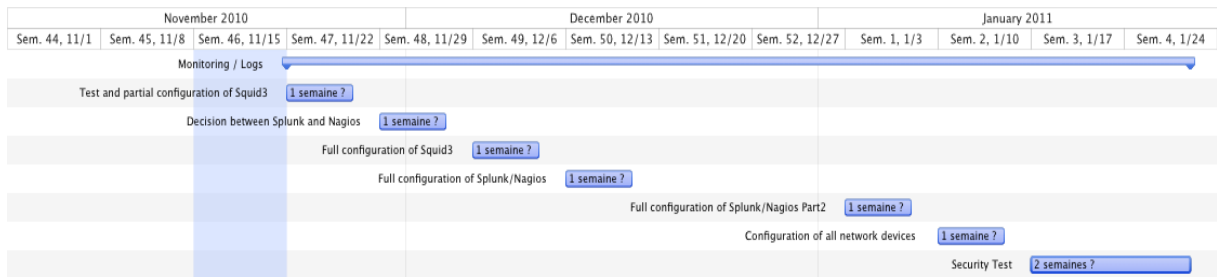 November 2010 December 2010 January 2011
Sem. 44, 11/1 Sem. 45, 11/8 Sem. 46, 11/15 Sem. 47, 11/22 Sem. 48, 11/29 Sem. 49, 12/6 Sem. 50, 12/13 Sem. 51, 12/20 Sem. 52, 12/27 Sem. 1, 1/3 Sem. 2, 1/10 Sem. 3, 1/17 Sem. 4, 1/24
Monitoring / Logs
Test and partial configuration of Squid3 1 semaine ?
Decision between Splunk and Nagios 1 semaine ?
Full configuration of Squid3 1 semaine ?
Full configuration of Splunk/Nagios 1 semaine ?
Full configuration of Splunk/Nagios Part2 1 semaine ?
Configuration of all network devices 1 semaine ?
Security Test 2 semaines ?